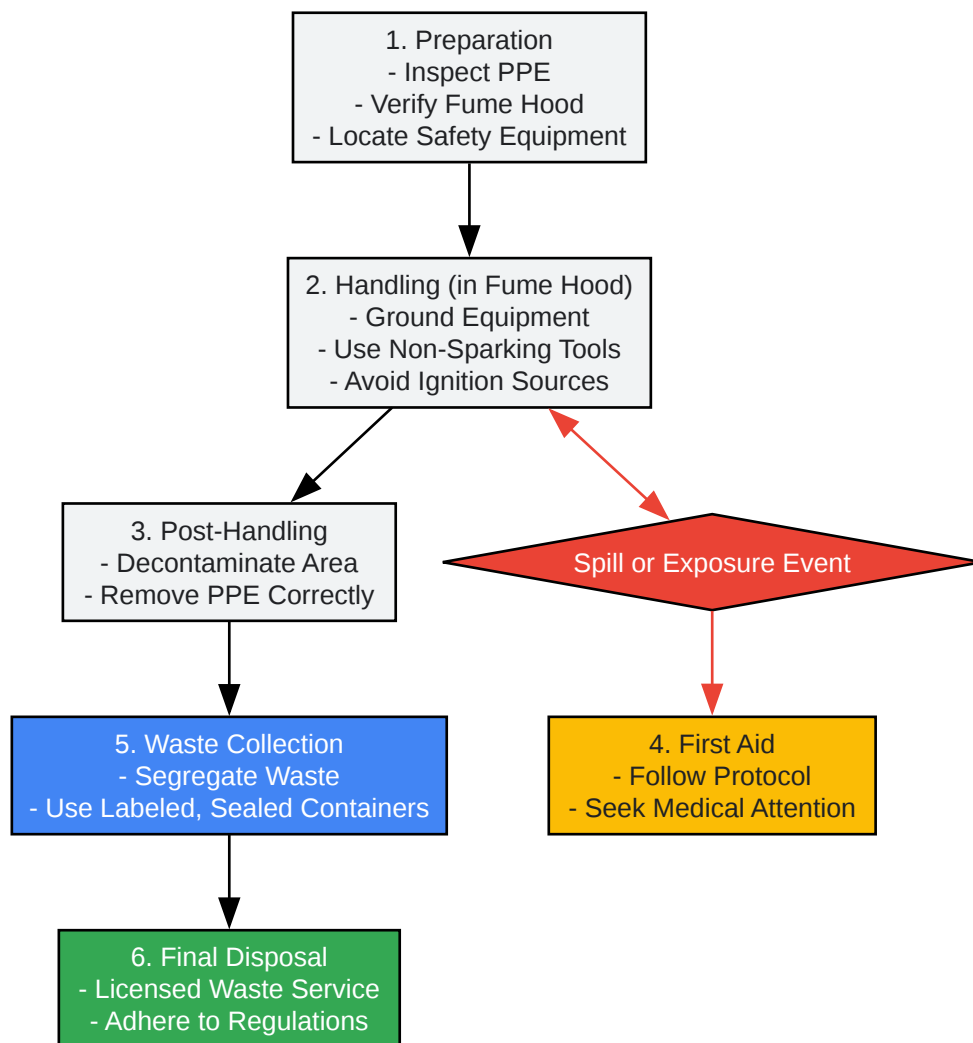 1. Preparation
- Inspect PPE
- Verify Fume Hood
- Locate Safety Equipment
2. Handling (in Fume Hood)
- Ground Equipment
- Use Non-Sparking Tools
- Avoid Ignition Sources
3. Post-Handling
- Decontaminate Area
- Remove PPE Correctly
Spill or Exposure Event
5. Waste Collection
- Segregate Waste
- Use Labeled, Sealed Containers
4. First Aid
- Follow Protocol
- Seek Medical Attention
6. Final Disposal
- Licensed Waste Service
- Adhere to Regulations